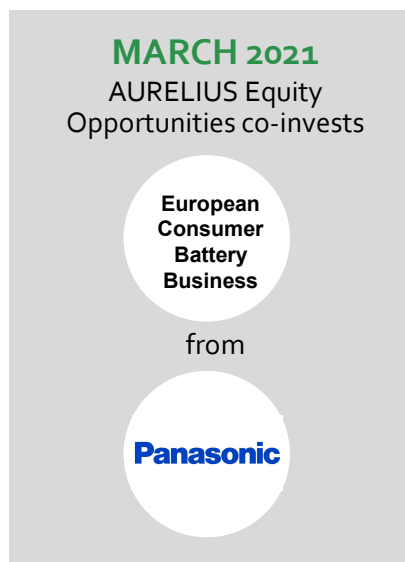 MARCH 2021
AURELIUS Equity
Opportunities co-invests
European
Consumer
Battery
Business
from
Panasonic